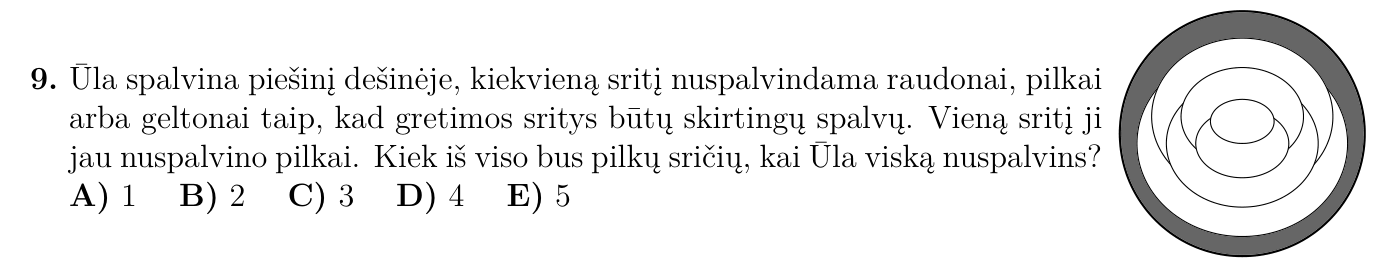 9. Ūla spalvina piešinį dešinėje, kiekvieną sritį nuspalvindama raudonai, pilkai
arba geltonai taip, kad gretimos sritys būtų skirtingų spalvų. Vieną sritį ji
jau nuspalvino pilkai. Kiek iš viso bus pilkų sričių, kai Ūla viską nuspalvins?
A) 1 B) 2 C) 3 D) 4 E) 5